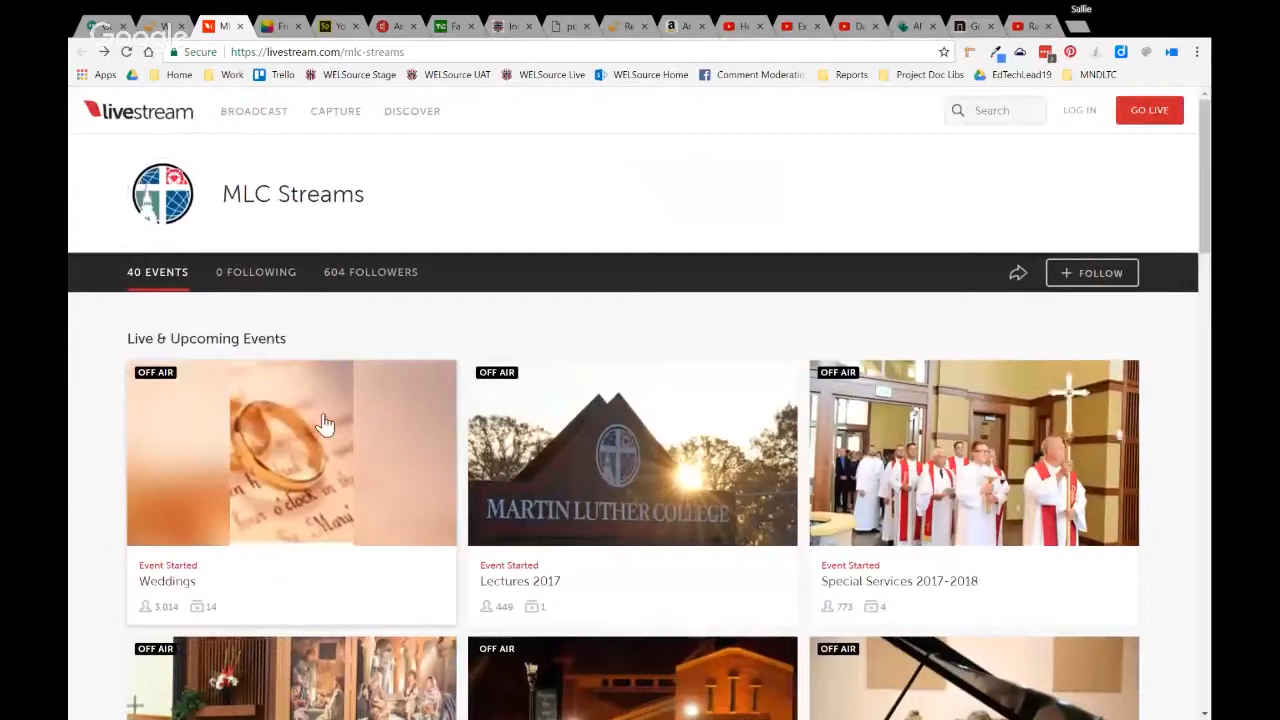 Sallie
Google
ML
Secure https://livestream.com/mlc-streams
Apps Home Work Trello WELSource Stage WELSource UAT WELSource Live WELSource Home Comment Moderatio Reports Project Doc Libs EdTechLead19 MNDLTC
livestream BROADCAST CAPTURE DISCOVER Search LOG IN GO LIVE
MLC Streams
40 EVENTS 0 FOLLOWING 604 FOLLOWERS + FOLLOW
Live & Upcoming Events
OFF AIR OFF AIR OFF AIR
MARTIN LUTHER COLLEGE
Event Started Event Started Event Started
Weddings Lectures 2017 Special Services 2017-2018
3,014 14 449 1 773 4
OFF AIR OFF AIR OFF AIR